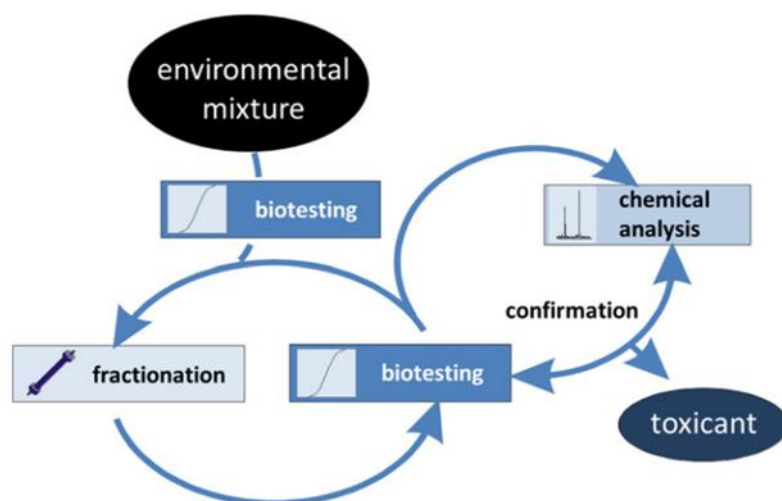 environmental
mixture
biotesting
chemical
analysis
confirmation
fractionation
biotesting
toxicant